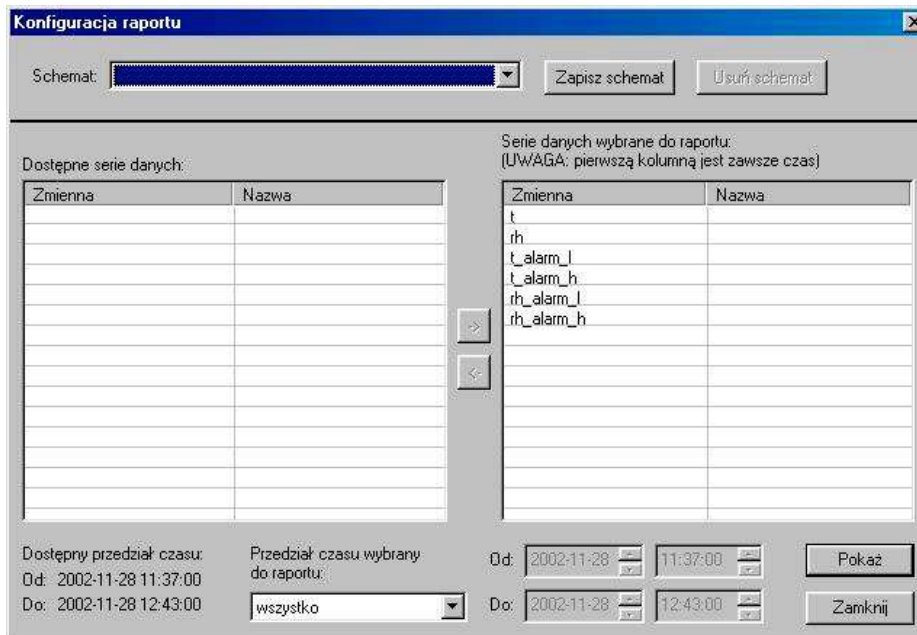 Konfiguracja raportu
Schemat:
Zapisz schemat
Usuń schemat
Dostępne serie danych:
Serie danych wybrane do raportu:
(UWAGA: pierwszą kolumną jest zawsze czas)
Zmienna Nazwa
Zmienna Nazwa
t
rh
t_alarm_l
t_alarm_h
rh_alarm_l
rh_alarm_h
->
<-
Dostępny przedział czasu:
Od: 2002-11-28 11:37:00
Do: 2002-11-28 12:43:00
Przedział czasu wybrany
do raportu:
wszystko
Od: 2002-11-28 11:37:00
Do: 2002-11-28 12:43:00
Pokaż
Zamknij